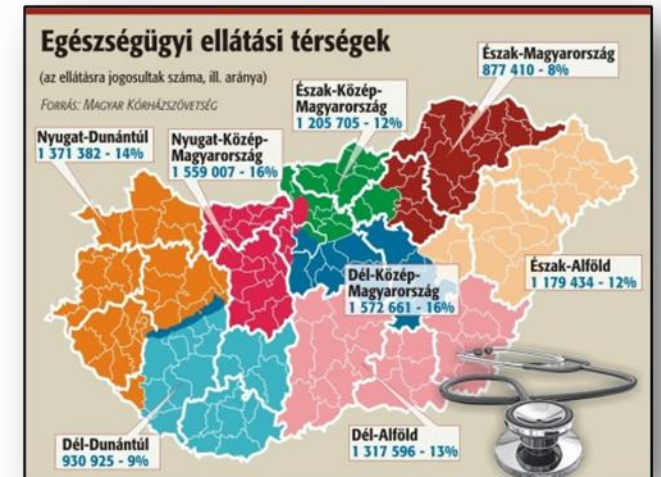 Egészségügyi ellátási térségek
(az ellátásra jogosultak száma, ill. aránya)
FORRÁS: MAGYAR KÓRHÁZSZÖVETSÉG
Észak-Magyarország
877 410 - 8%
Észak-Közép-
Magyarország
1 205 705 - 12%
Nyugat-Dunántúl
1 371 382 - 14%
Nyugat-Közép-
Magyarország
1 559 007 - 16%
Dél-Közép-
Magyarország
1 572 661 - 16%
Észak-Alföld
1 179 434 - 12%
Dél-Dunántúl
930 925 - 9%
Dél-Alföld
1 317 596 - 13%